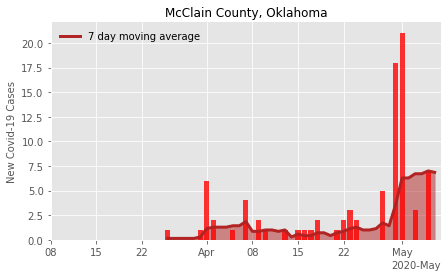 McClain County, Oklahoma
7 day moving average
New Covid-19 Cases
20.0
17.5
15.0
12.5
10.0
7.5
5.0
2.5
0.0
08 15 22 Apr 08 15 22 May
2020-May